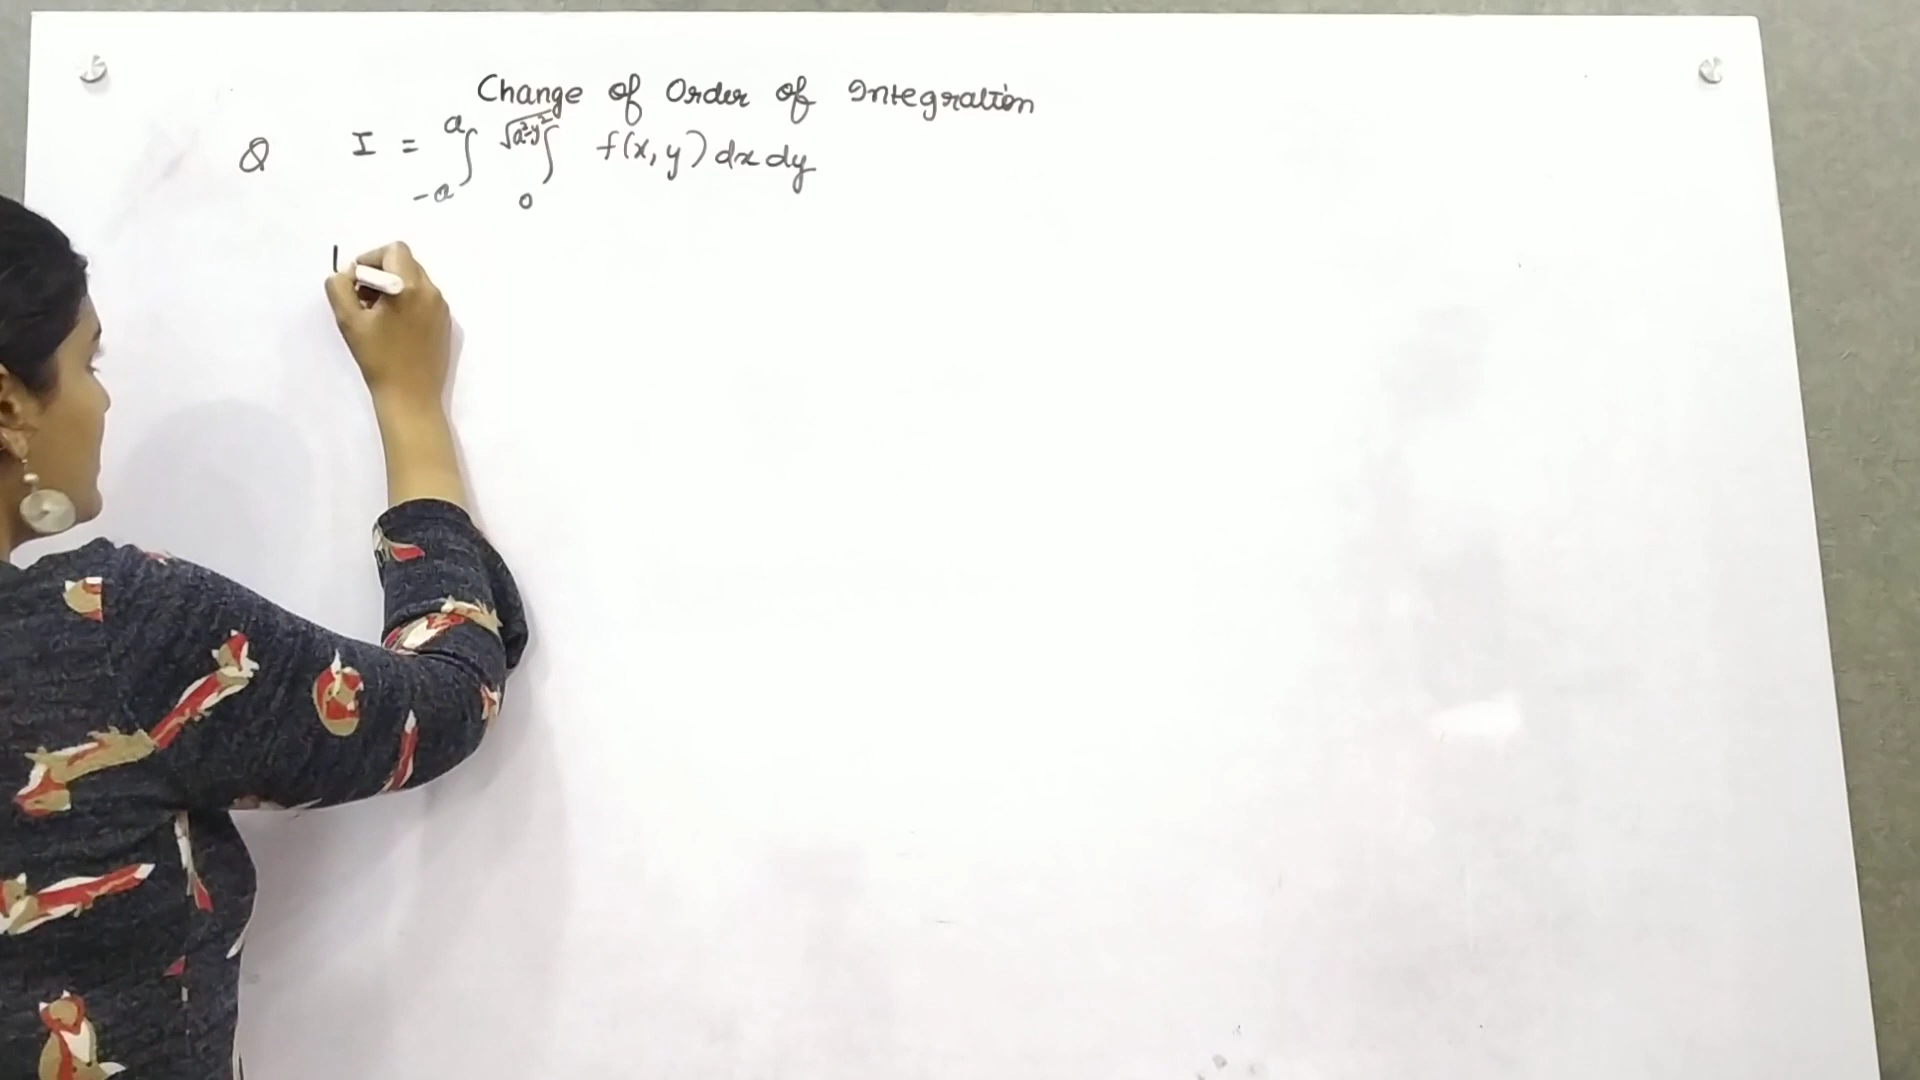 Change of Order of Integration
Q I = ∫_{-a}^{a} ∫_{0}^{√(a²-y²)} f(x,y) dx dy